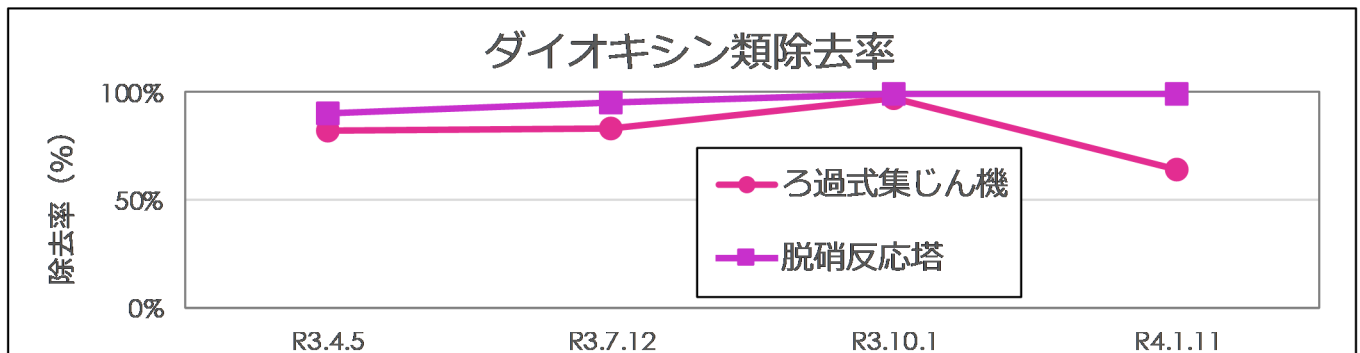 ダイオキシン類除去率
100%
50%
0%
除去率（%）
ろ過式集じん機
脱硝反応塔
R3.4.5
R3.7.12
R3.10.1
R4.1.11